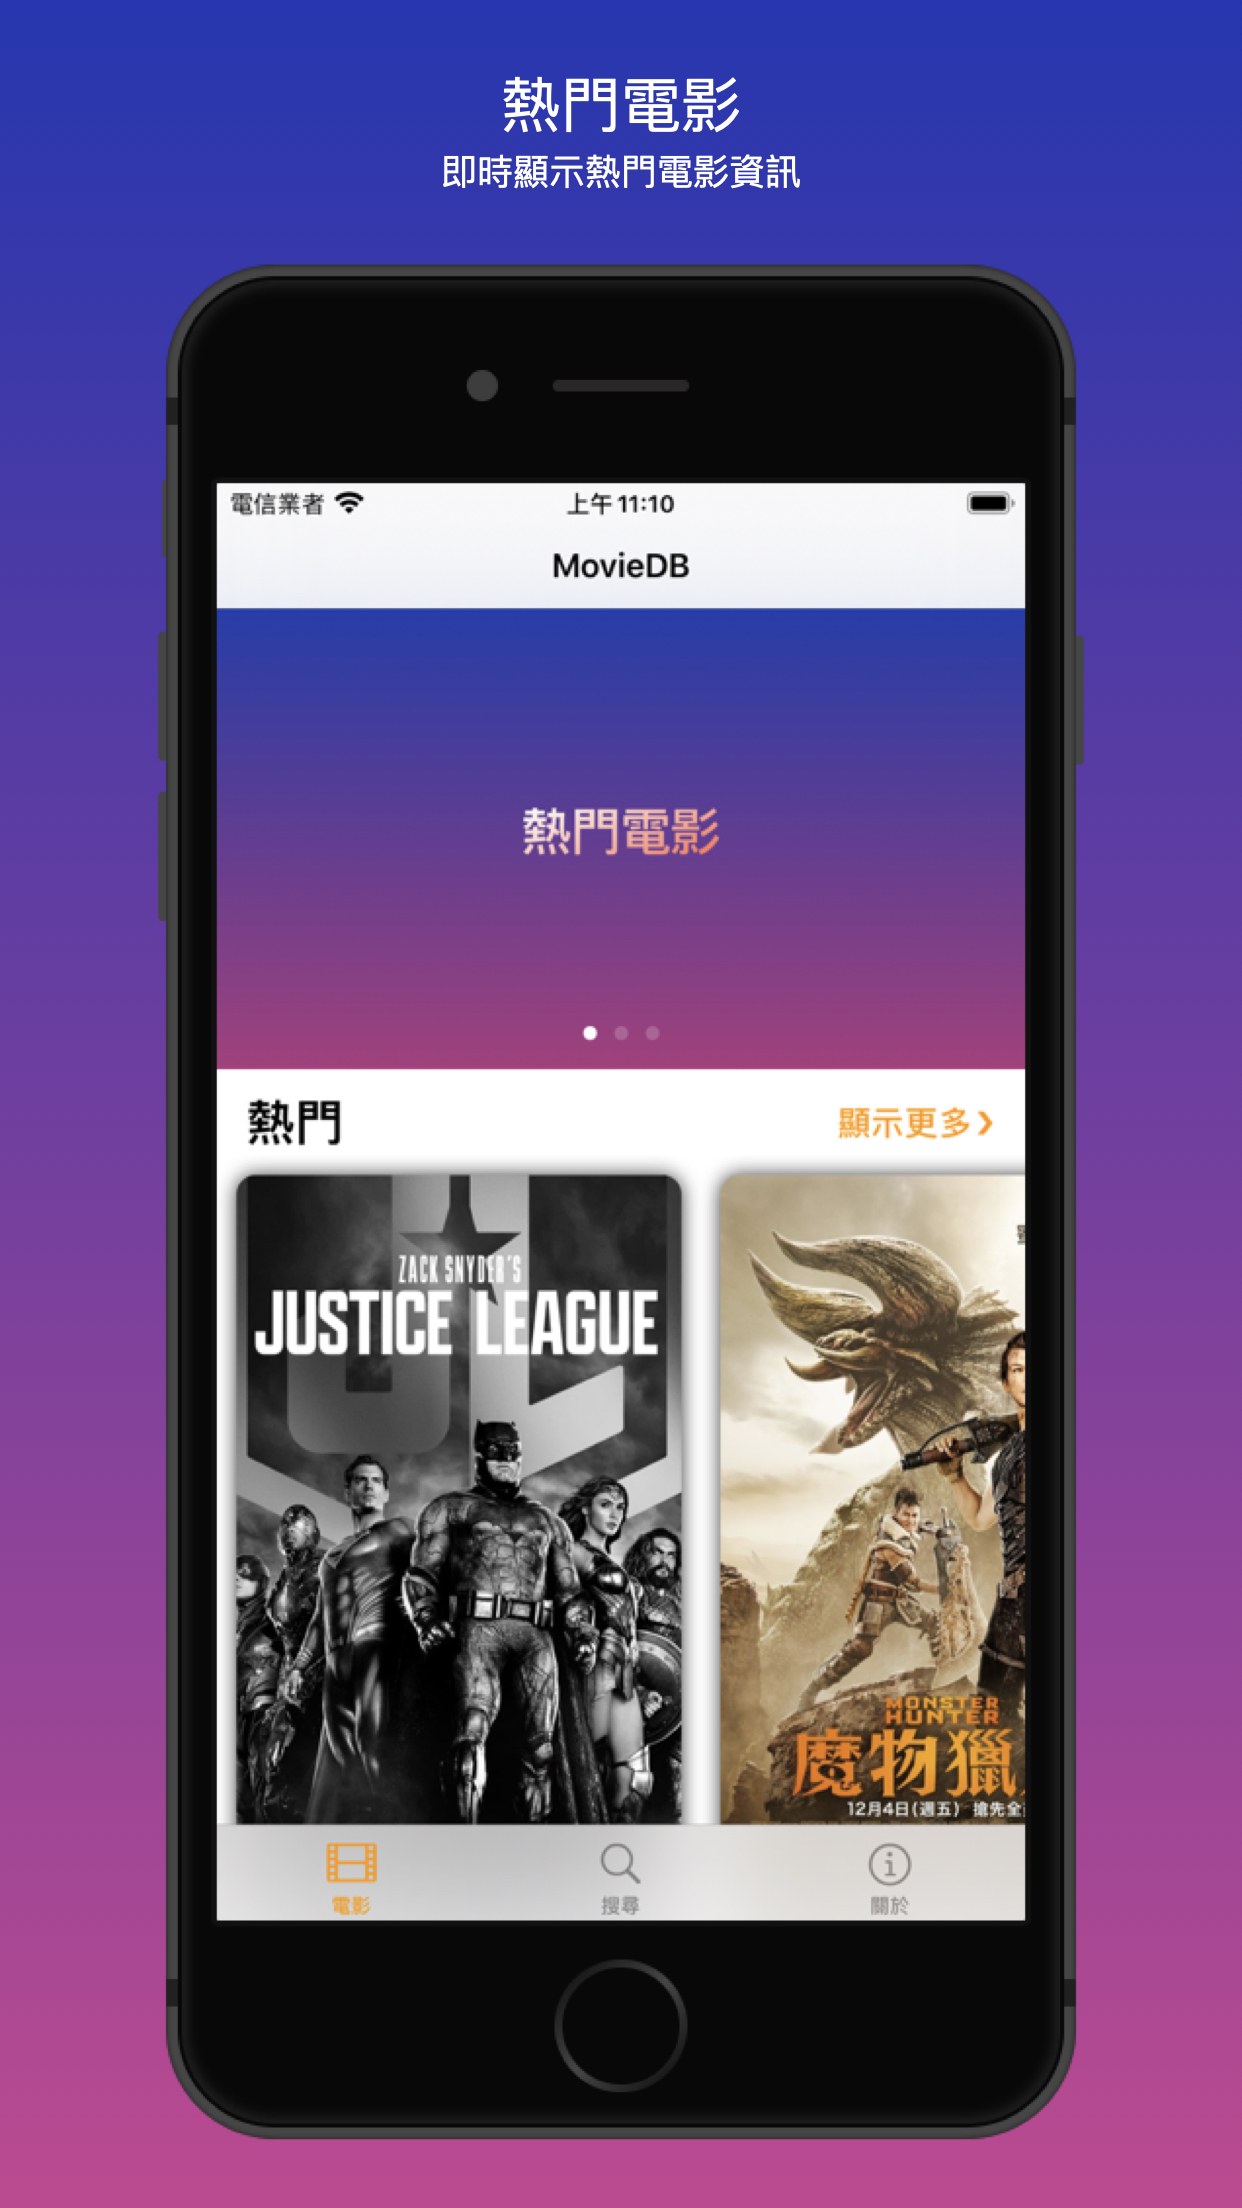 熱門電影
即時顯示熱門電影資訊
電信業者
上午11:10
MovieDB
熱門電影
熱門
顯示更多
ZACK SNYDER'S
JUSTICE LEAGUE
MONSTER
HUNTER
魔物獵
12月4日(週五) 搶先全
電影
搜尋
關於